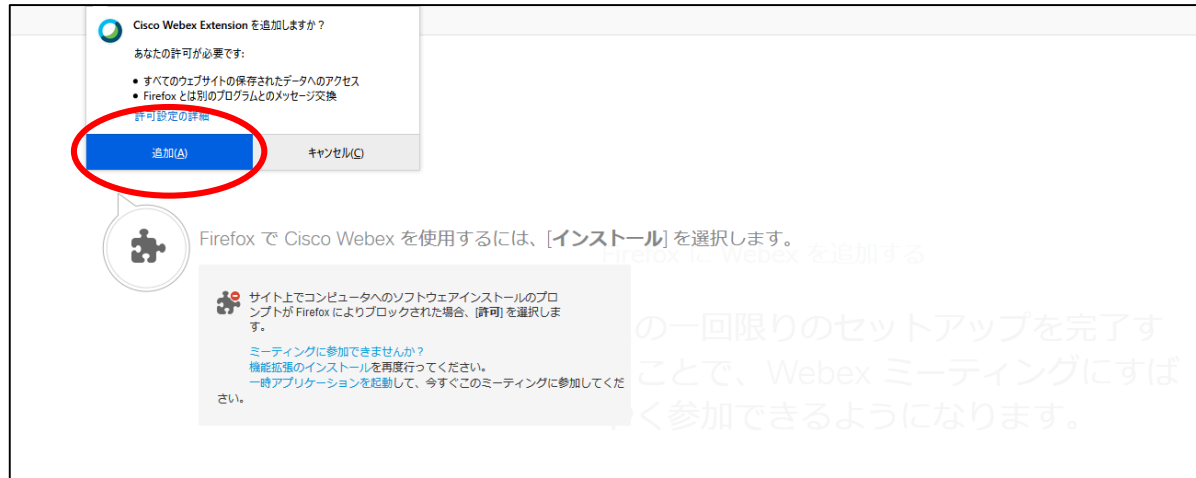 Cisco Webex Extension を追加しますか？
あなたの許可が必要です:
• すべてのウェブサイトの保存されたデータへのアクセス
• Firefox とは別のプログラムとのメッセージ交換
許可設定の詳細
追加(A)
キャンセル(C)
Firefox で Cisco Webex を使用するには、[インストール] を選択します。
Firefox に Webex を追加する
サイト上でコンピュータへのソフトウェアインストールのプロ
ンプトが Firefox によりブロックされた場合、[許可] を選択しま
す。
ミーティングに参加できませんか？
機能拡張のインストールを再度行ってください。
一時アプリケーションを起動して、今すぐこのミーティングに参加してくだ
さい。
の一回限りのセットアップを完了す
ことで、Webex ミーティングにすば
く参加できるようになります。